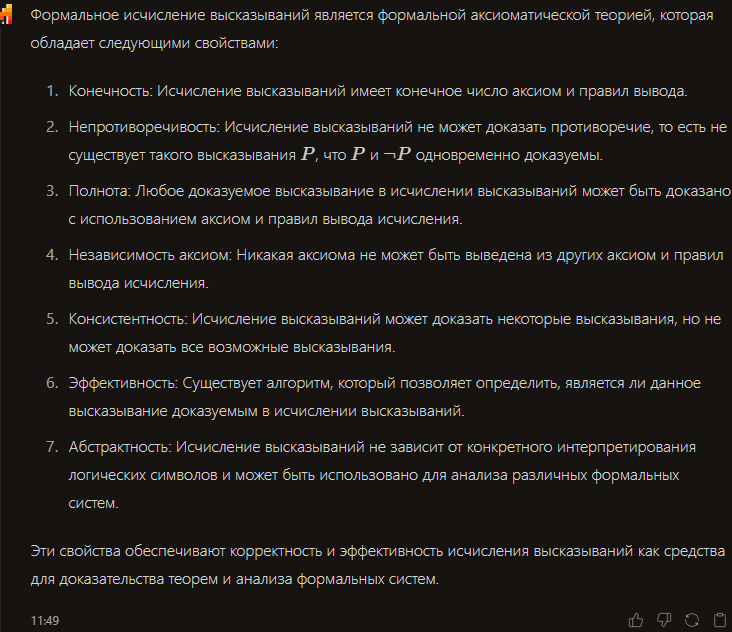 Формальное исчисление высказываний является формальной аксиоматической теорией, которая
обладает следующими свойствами:
1. Конечность: Исчисление высказываний имеет конечное число аксиом и правил вывода.
2. Непротиворечивость: Исчисление высказываний не может доказать противоречие, то есть не
существует такого высказывания P, что P и ¬P одновременно доказуемы.
3. Полнота: Любое доказуемое высказывание в исчислении высказываний может быть доказано
с использованием аксиом и правил вывода исчисления.
4. Независимость аксиом: Никакая аксиома не может быть выведена из других аксиом и правил
вывода исчисления.
5. Консистентность: Исчисление высказываний может доказать некоторые высказывания, но не
может доказать все возможные высказывания.
6. Эффективность: Существует алгоритм, который позволяет определить, является ли данное
высказывание доказуемым в исчислении высказываний.
7. Абстрактность: Исчисление высказываний не зависит от конкретного интерпретирования
логических символов и может быть использовано для анализа различных формальных
систем.
Эти свойства обеспечивают корректность и эффективность исчисления высказываний как средства
для доказательства теорем и анализа формальных систем.
11:49